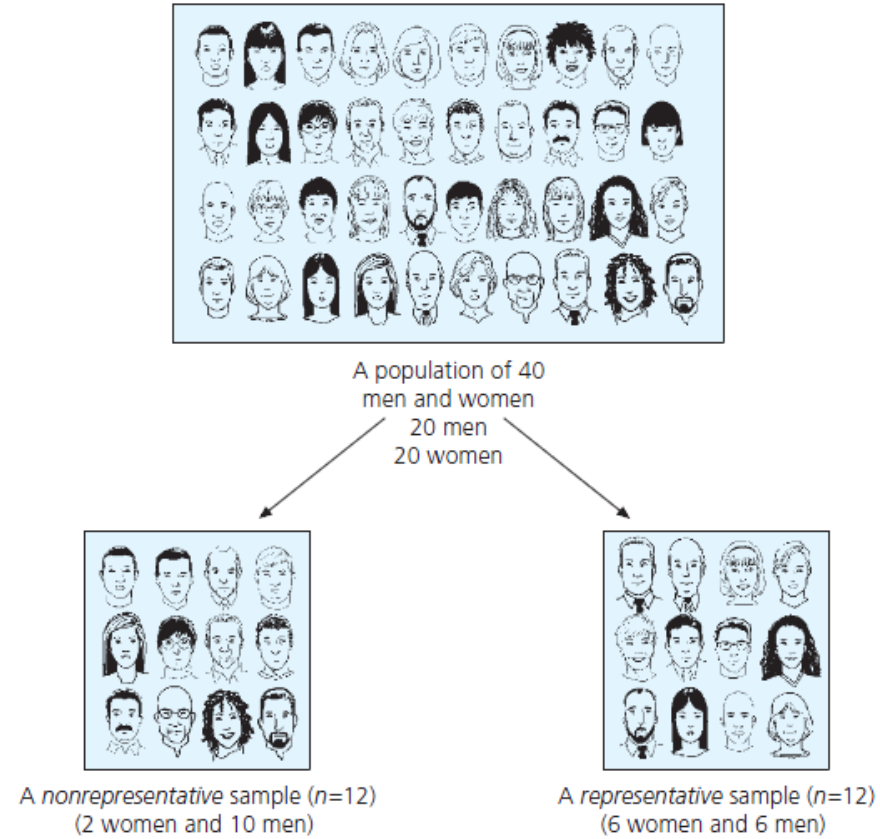 A population of 40
men and women
20 men
20 women
A nonrepresentative sample (n=12)
(2 women and 10 men)
A representative sample (n=12)
(6 women and 6 men)